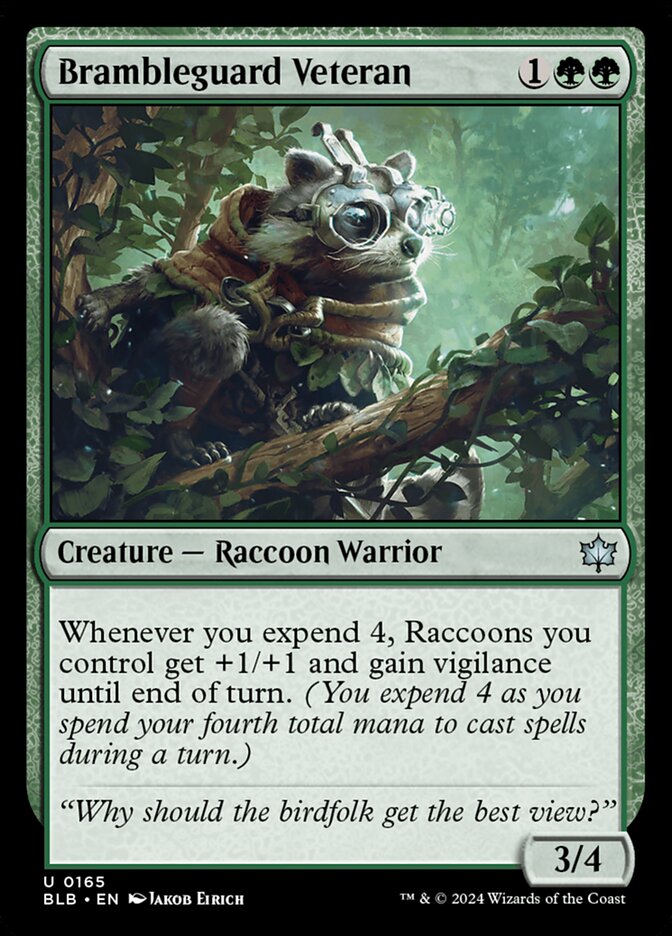 Brambleguard Veteran 1
Creature — Raccoon Warrior
Whenever you expend 4, Raccoons you
control get +1/+1 and gain vigilance
until end of turn. (You expend 4 as you
spend your fourth total mana to cast spells
during a turn.)
“Why should the birdfolk get the best view?”
3/4
U 0165
BLB • EN Jakob Eirich
™ & © 2024 Wizards of the Coast